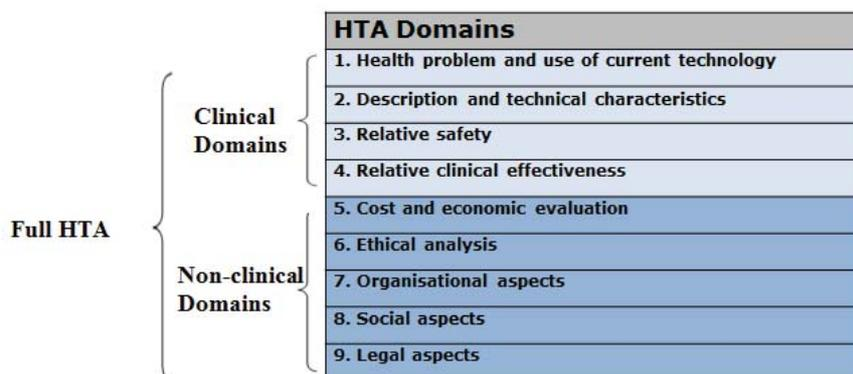 HTA Domains
1. Health problem and use of current technology
2. Description and technical characteristics
3. Relative safety
4. Relative clinical effectiveness
5. Cost and economic evaluation
6. Ethical analysis
7. Organisational aspects
8. Social aspects
9. Legal aspects
Full HTA
Clinical
Domains
Non-clinical
Domains